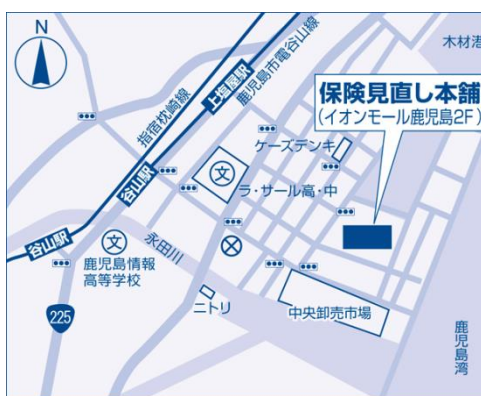 N
木材港
指宿枕崎線
上塩屋駅
鹿児島市電谷山線
保険見直し本舗
(イオンモール鹿児島2F)
ケーズデンキ
文
ラ・サール高・中
谷山駅
谷山駅
文
鹿児島情報
高等学校
永田川
ニトリ
中央卸売市場
225
鹿児島湾